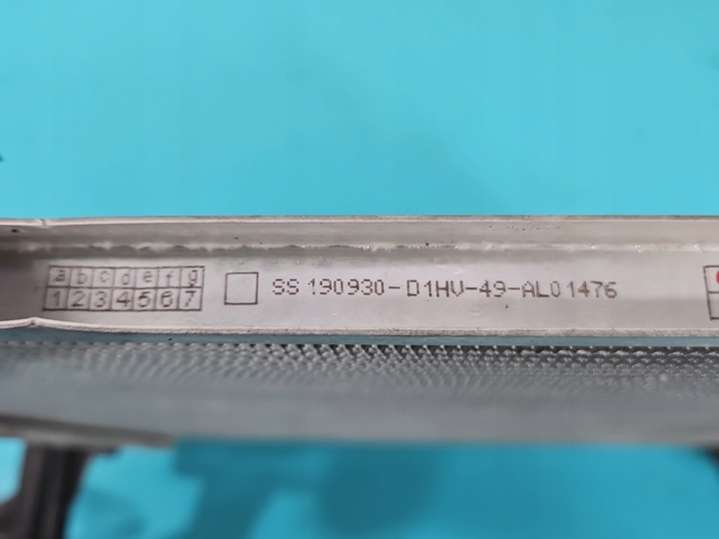 a b c d e f g
1 2 3 4 5 6 7
SS 190930-D1HV-49-AL01476